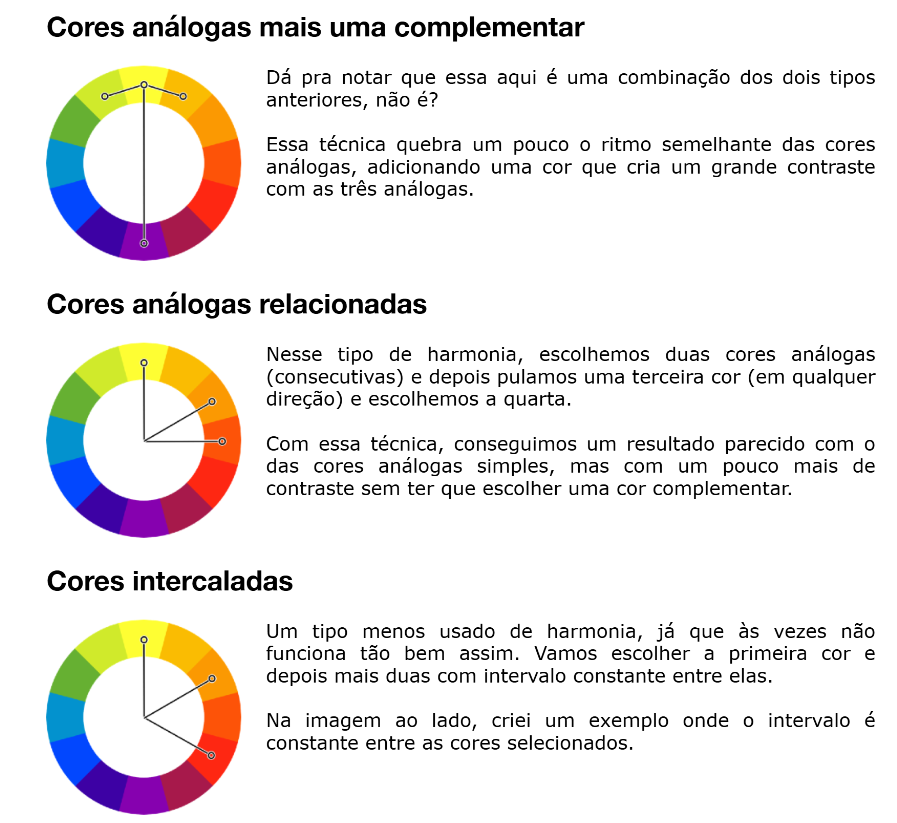 Cores análogas mais uma complementar
Dá pra notar que essa aqui é uma combinação dos dois tipos
anteriores, não é?
Essa técnica quebra um pouco o ritmo semelhante das cores
análogas, adicionando uma cor que cria um grande contraste
com as três análogas.
Cores análogas relacionadas
Nesse tipo de harmonia, escolhemos duas cores análogas
(consecutivas) e depois pulamos uma terceira cor (em qualquer
direção) e escolhemos a quarta.
Com essa técnica, conseguimos um resultado parecido com o
das cores análogas simples, mas com um pouco mais de
contraste sem ter que escolher uma cor complementar.
Cores intercaladas
Um tipo menos usado de harmonia, já que às vezes não
funciona tão bem assim. Vamos escolher a primeira cor e
depois mais duas com intervalo constante entre elas.
Na imagem ao lado, criei um exemplo onde o intervalo é
constante entre as cores selecionados.